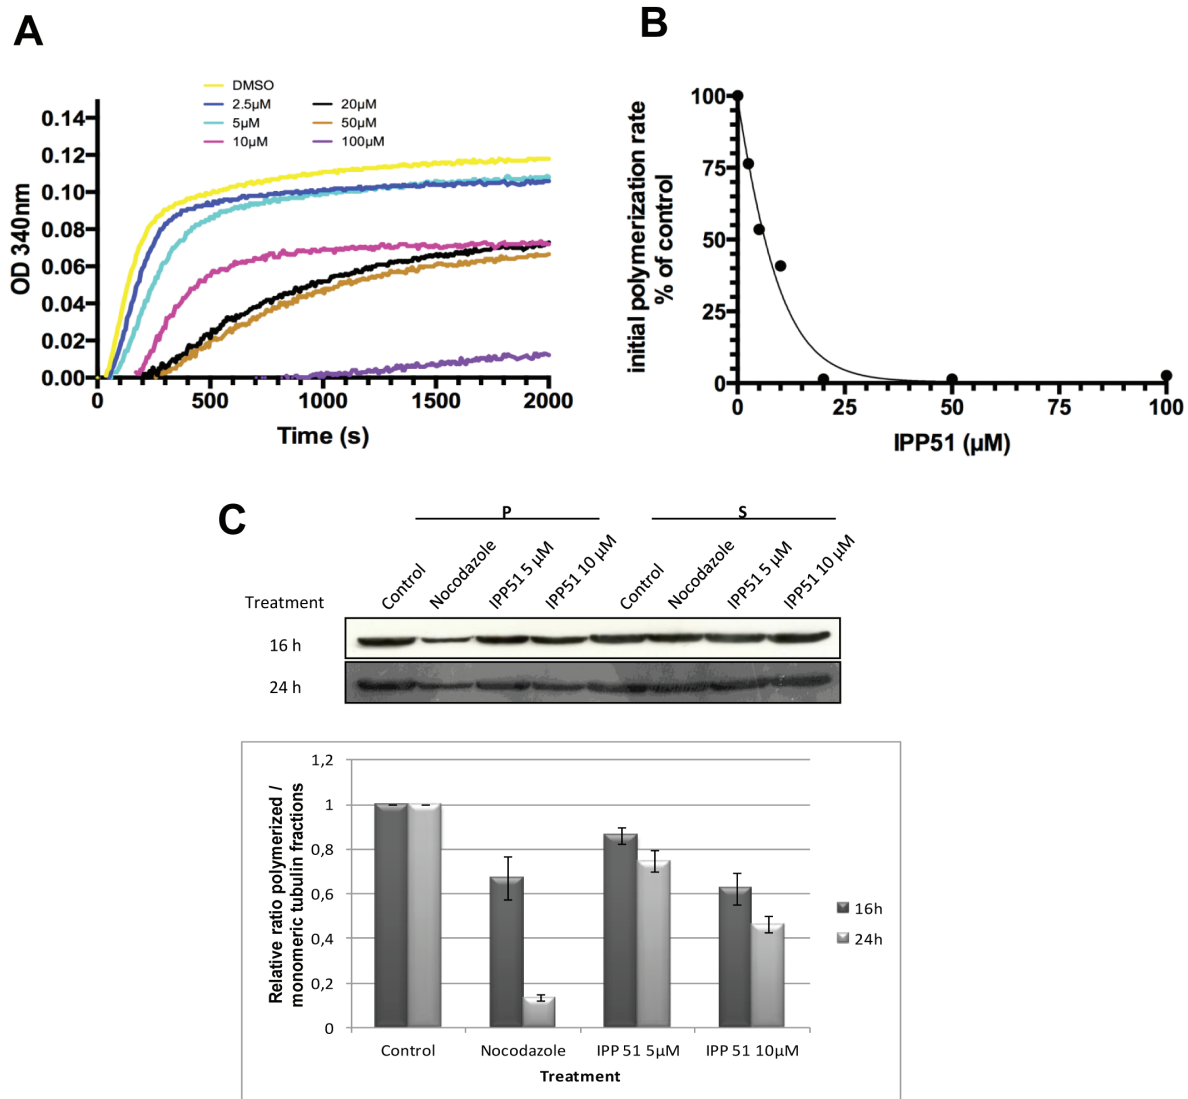 A
DMSO
2.5µM
5µM
10µM
20µM
50µM
100µM
0.14
0.12
0.10
0.08
0.06
0.04
0.02
0.00
OD 340nm
0 500 1000 1500 2000
Time (s)
B
100
75
50
25
0
initial polymerization rate
% of control
0 25 50 75 100
IPP51 (µM)
C
P S
Treatment Control Nocodazole IPP51 5 µM IPP51 10 µM Control Nocodazole IPP51 5 µM IPP51 10 µM
16 h
24 h
1,2
1
0,8
0,6
0,4
0,2
0
Relative ratio polymerized /
monomeric tubulin fractions
Control Nocodazole IPP 51 5µM IPP 51 10µM
Treatment
16h
24h